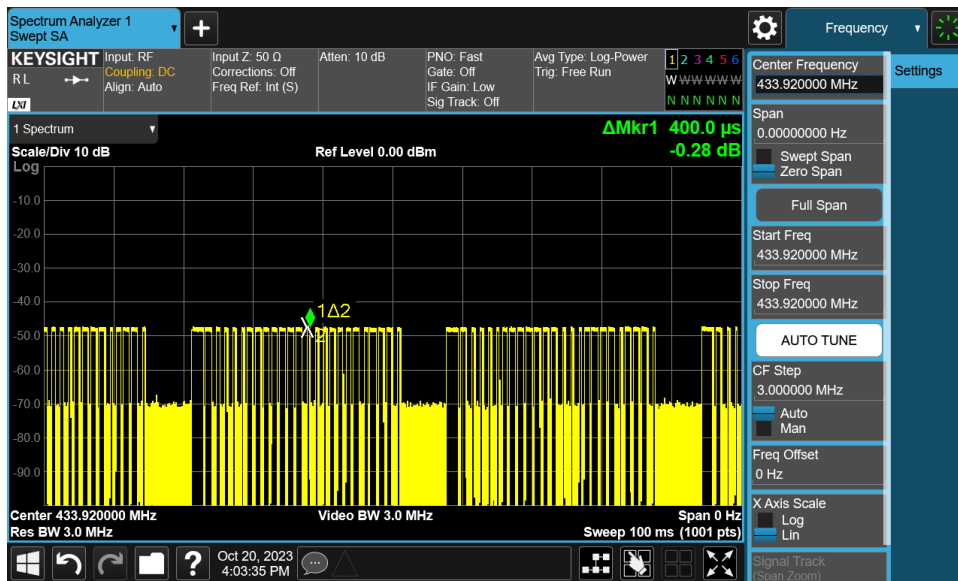 Spectrum Analyzer 1
Swept SA
+
Frequency
KEYSIGHT
RL
LXI
Input: RF
Coupling: DC
Align: Auto
Input Z: 50 Ω
Corrections: Off
Freq Ref: Int (S)
Atten: 10 dB
PNO: Fast
Gate: Off
IF Gain: Low
Sig Track: Off
Avg Type: Log-Power
Trig: Free Run
1 2 3 4 5 6
W W W W W W
N N N N N N
1 Spectrum
ΔMkr1 400.0 µs
-0.28 dB
Scale/Div 10 dB
Ref Level 0.00 dBm
Log
-10.0
-20.0
-30.0
-40.0
-50.0
-60.0
-70.0
-80.0
-90.0
1Δ2
2
Center 433.920000 MHz
Video BW 3.0 MHz
Span 0 Hz
Res BW 3.0 MHz
Sweep 100 ms (1001 pts)
Center Frequency
433.920000 MHz
Settings
Span
0.00000000 Hz
Swept Span
Zero Span
Full Span
Start Freq
433.920000 MHz
Stop Freq
433.920000 MHz
AUTO TUNE
CF Step
3.000000 MHz
Auto
Man
Freq Offset
0 Hz
X Axis Scale
Log
Lin
Signal Track
(Span Zoom)
?
Oct 20, 2023
4:03:35 PM